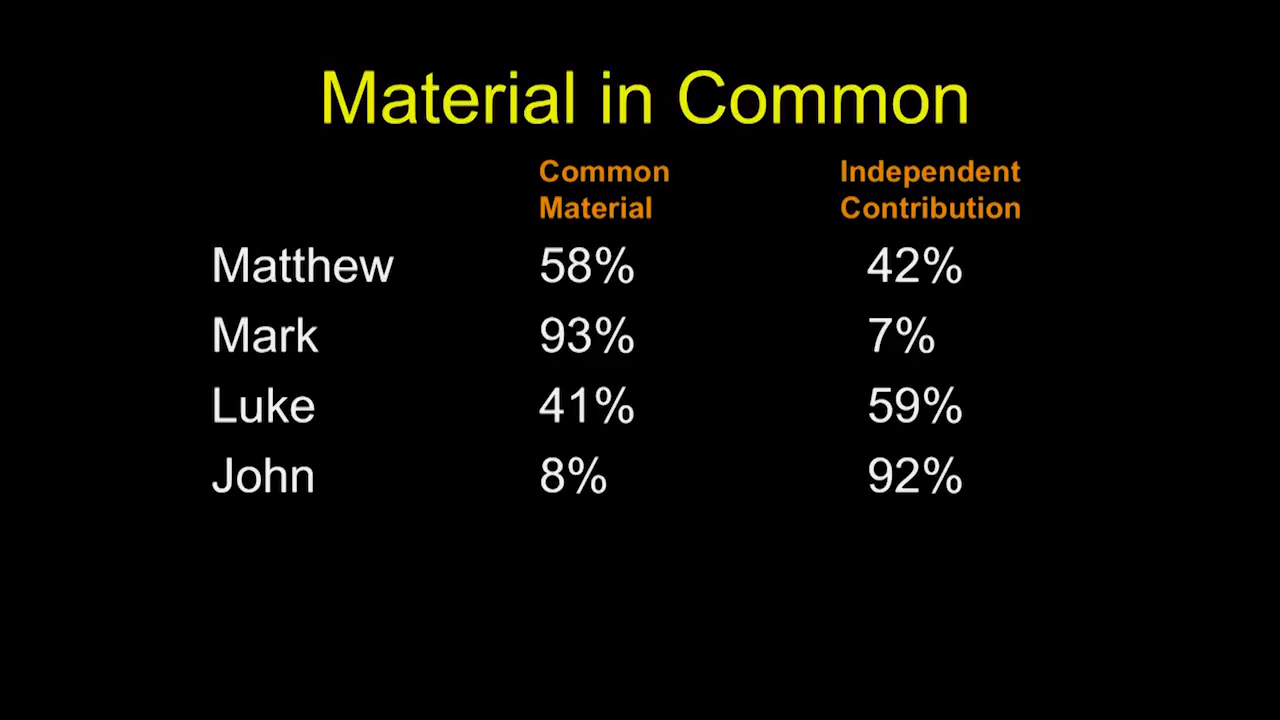 Material in Common
Common Material
Independent Contribution
Matthew 58% 42%
Mark 93% 7%
Luke 41% 59%
John 8% 92%